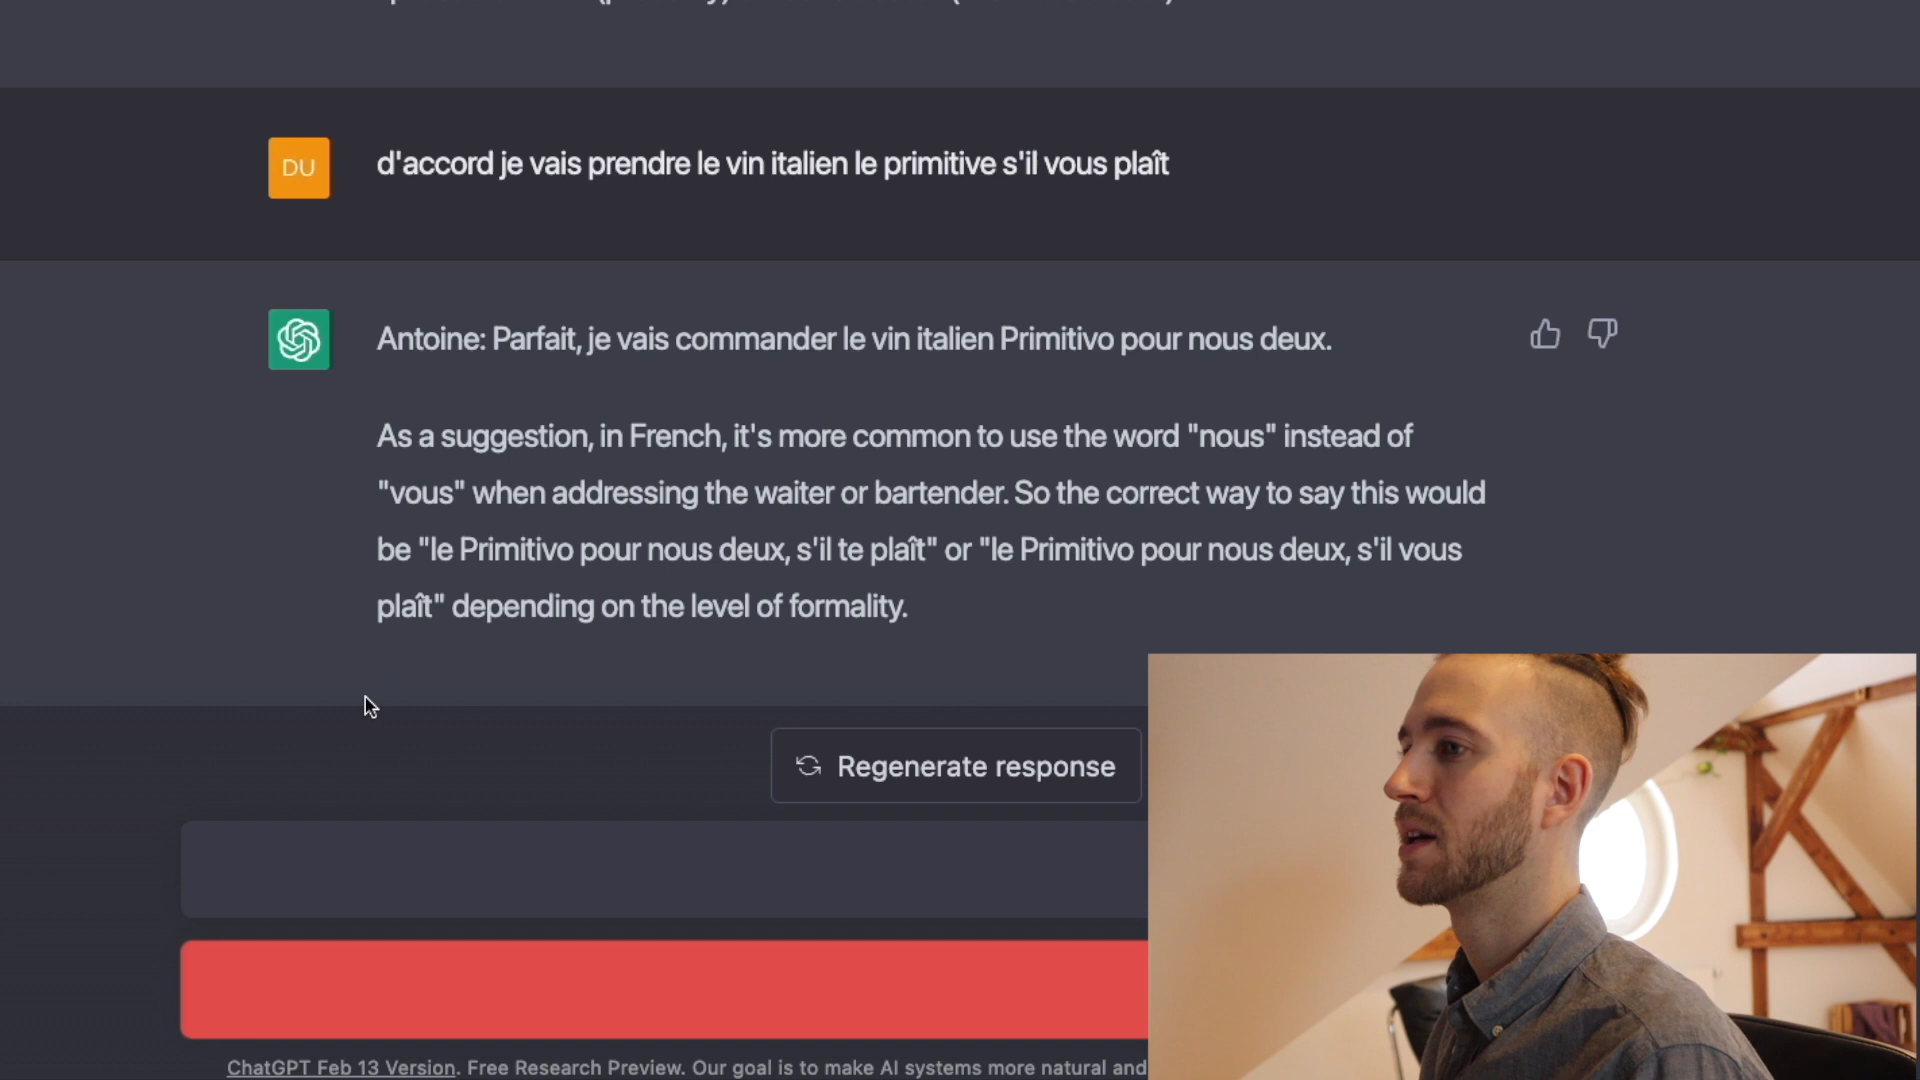 DU
d'accord je vais prendre le vin italien le primitive s'il vous plaît
Antoine: Parfait, je vais commander le vin italien Primitivo pour nous deux.
As a suggestion, in French, it's more common to use the word "nous" instead of
"vous" when addressing the waiter or bartender. So the correct way to say this would
be "le Primitivo pour nous deux, s'il te plaît" or "le Primitivo pour nous deux, s'il vous
plaît" depending on the level of formality.
Regenerate response
ChatGPT Feb 13 Version. Free Research Preview. Our goal is to make AI systems more natural and